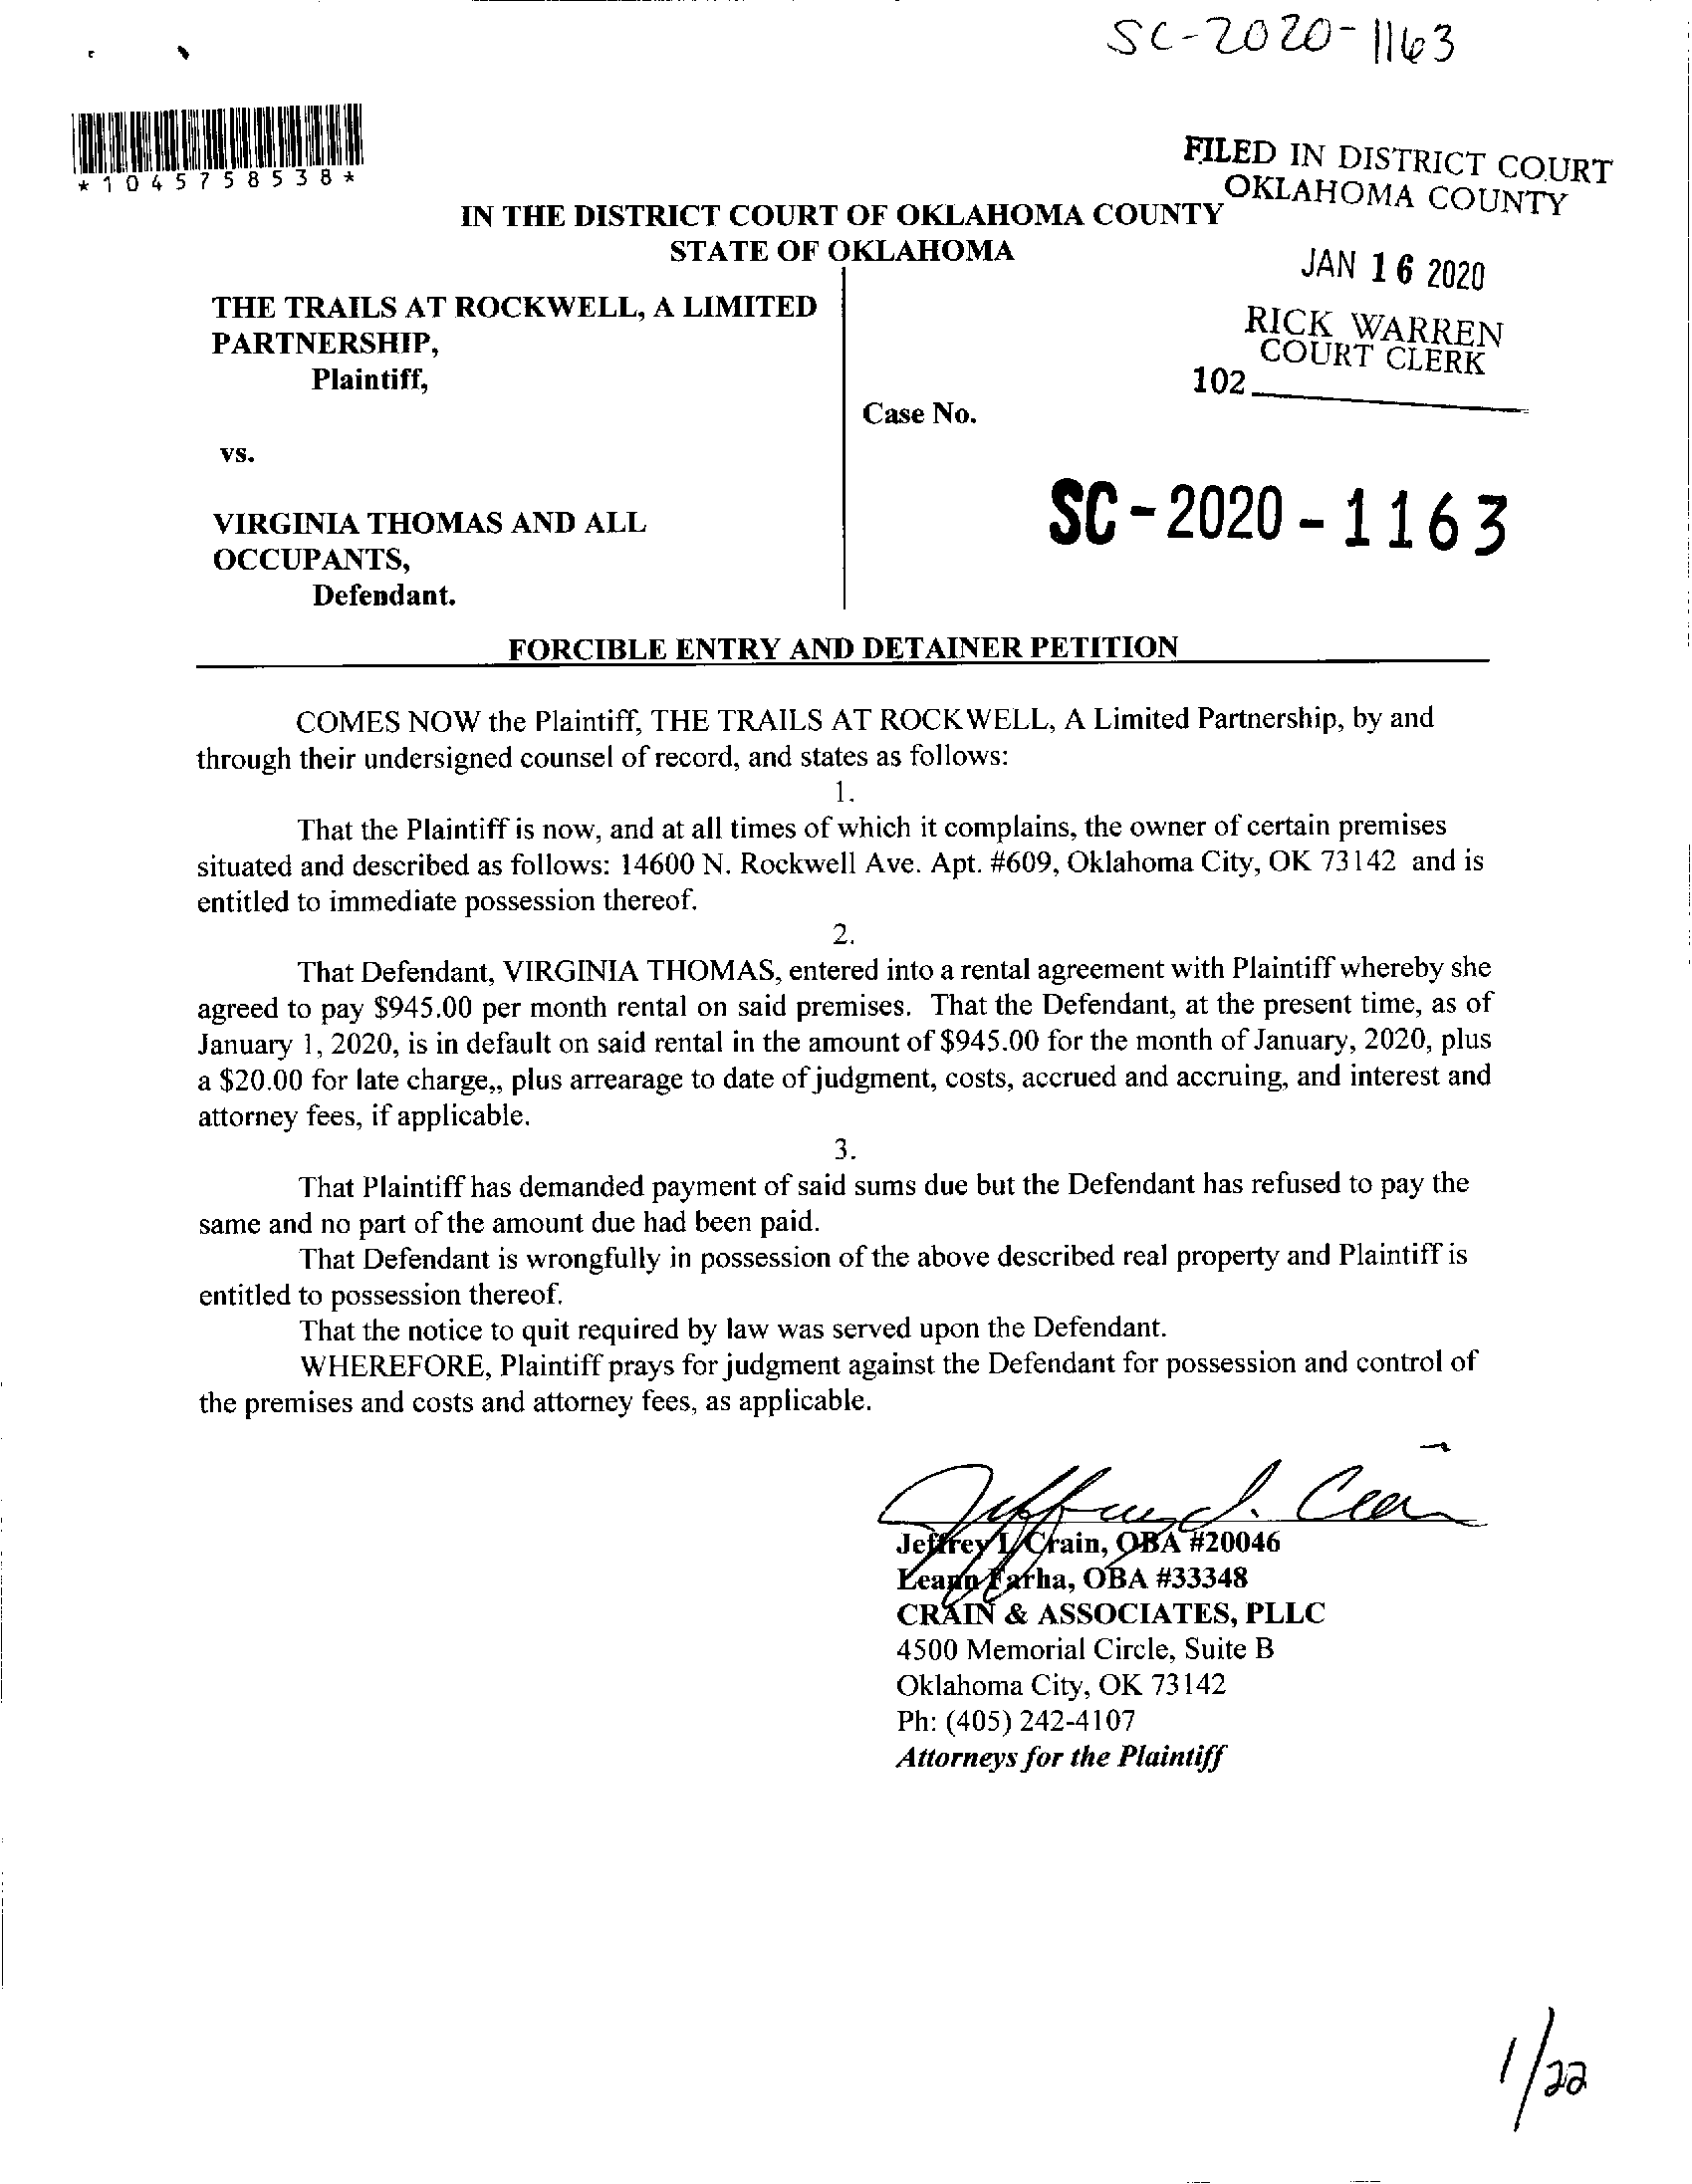 SC-2020-1163
*1045758538*
FILED IN DISTRICT COURT
OKLAHOMA COUNTY
IN THE DISTRICT COURT OF OKLAHOMA COUNTY
STATE OF OKLAHOMA
JAN 16 2020
RICK WARREN
COURT CLERK
102
THE TRAILS AT ROCKWELL, A LIMITED
PARTNERSHIP,
Plaintiff,
Case No.
vs.
SC-2020-1163
VIRGINIA THOMAS AND ALL
OCCUPANTS,
Defendant.
FORCIBLE ENTRY AND DETAINER PETITION
COMES NOW the Plaintiff, THE TRAILS AT ROCKWELL, A Limited Partnership, by and
through their undersigned counsel of record, and states as follows:
1.
That the Plaintiff is now, and at all times of which it complains, the owner of certain premises
situated and described as follows: 14600 N. Rockwell Ave. Apt. #609, Oklahoma City, OK 73142 and is
entitled to immediate possession thereof.
2.
That Defendant, VIRGINIA THOMAS, entered into a rental agreement with Plaintiff whereby she
agreed to pay $945.00 per month rental on said premises. That the Defendant, at the present time, as of
January 1, 2020, is in default on said rental in the amount of $945.00 for the month of January, 2020, plus
a $20.00 for late charge,, plus arrearage to date of judgment, costs, accrued and accruing, and interest and
attorney fees, if applicable.
3.
That Plaintiff has demanded payment of said sums due but the Defendant has refused to pay the
same and no part of the amount due had been paid.
That Defendant is wrongfully in possession of the above described real property and Plaintiff is
entitled to possession thereof.
That the notice to quit required by law was served upon the Defendant.
WHEREFORE, Plaintiff prays for judgment against the Defendant for possession and control of
the premises and costs and attorney fees, as applicable.
Jeffrey L. Crain, OBA #20046
Leann Farha, OBA #33348
CRAIN & ASSOCIATES, PLLC
4500 Memorial Circle, Suite B
Oklahoma City, OK 73142
Ph: (405) 242-4107
Attorneys for the Plaintiff
1/22